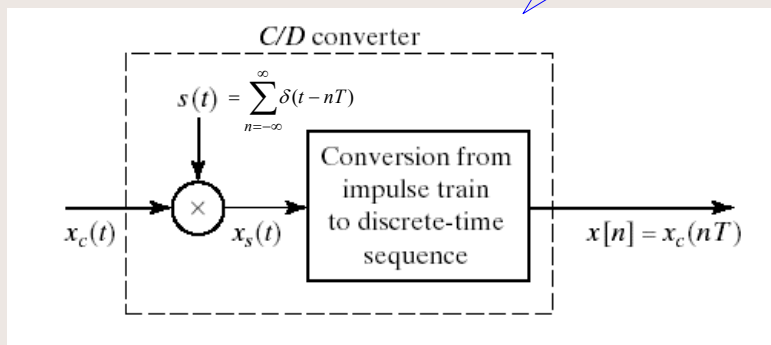 C/D converter
s(t) = ∞∑n=−∞ δ(t − nT)
Conversion from
impulse train
to discrete-time
sequence
×
x_c(t)
x_s(t)
x[n] = x_c(nT)